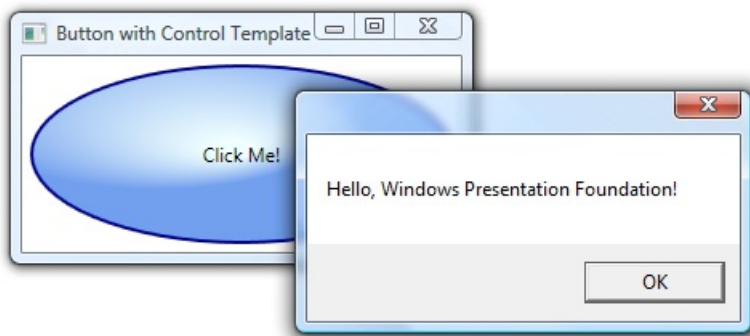 Button with Control Template
Click Me!
Hello, Windows Presentation Foundation!
OK